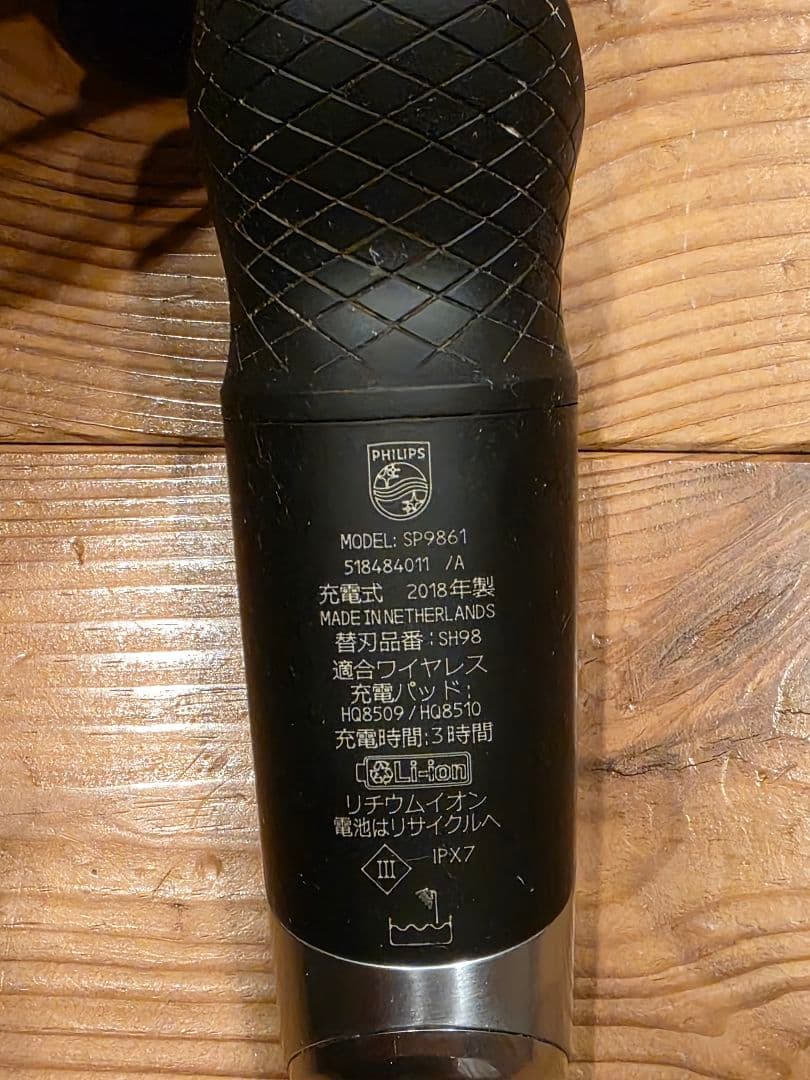 PHILIPS
MODEL: SP9861
518484011 /A
充電式 2018年製
MADE IN NETHERLANDS
替刃品番:SH98
適合ワイヤレス
充電パッド:
HQ8509/HQ8510
充電時間:3時間
Li-ion
リチウムイオン
電池はリサイクルへ
III IPX7